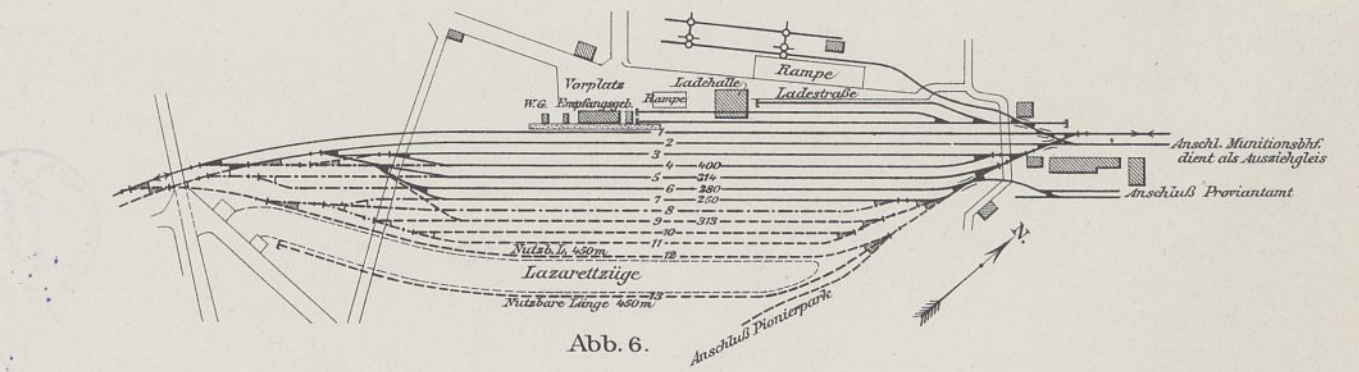 Vorplatz
Ladehalle
Rampe
W.G. Empfangsgeb.
Rampe
Ladestraße
1
2
3
4 400
5 314
6 280
7 250
8
9 313
10
11
Nutzb. L. 450m
12
Lazarettzüge
13
Nutzbare Länge 450m
Anschl. Munitionsbhf.
dient als Ausziehgleis
Anschluß Proviantamt
N.
Anschluß Pionierpark
Abb. 6.